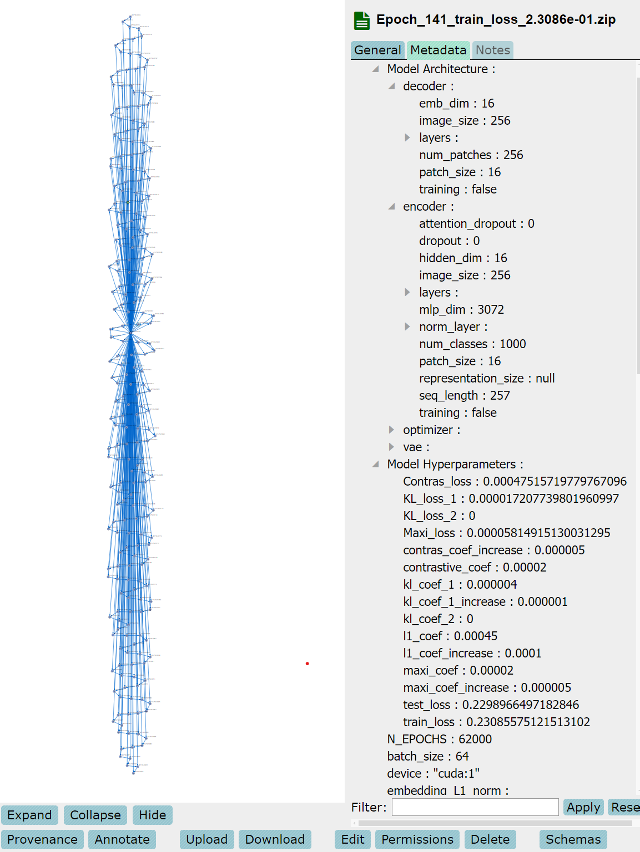 Epoch_141_train_loss_2.3086e-01.zip
General Metadata Notes
Model Architecture :
decoder :
emb_dim : 16
image_size : 256
layers :
num_patches : 256
patch_size : 16
training : false
encoder :
attention_dropout : 0
dropout : 0
hidden_dim : 16
image_size : 256
layers :
mlp_dim : 3072
norm_layer :
num_classes : 1000
patch_size : 16
representation_size : null
seq_length : 257
training : false
optimizer :
vae :
Model Hyperparameters :
Contras_loss : 0.00047515719779767096
KL_loss_1 : 0.000017207739801960997
KL_loss_2 : 0
Maxi_loss : 0.00005814915130031295
contras_coef_increase : 0.000005
contrastive_coef : 0.00002
kl_coef_1 : 0.000004
kl_coef_1_increase : 0.000001
kl_coef_2 : 0
l1_coef : 0.00045
l1_coef_increase : 0.0001
maxi_coef : 0.00002
maxi_coef_increase : 0.000005
test_loss : 0.2298966497182846
train_loss : 0.23085575121513102
N_EPOCHS : 62000
batch_size : 64
device : "cuda:1"
embedding_L1_norm :
Filter: Apply Rese
Expand Collapse Hide
Provenance Annotate Upload Download Edit Permissions Delete Schemas